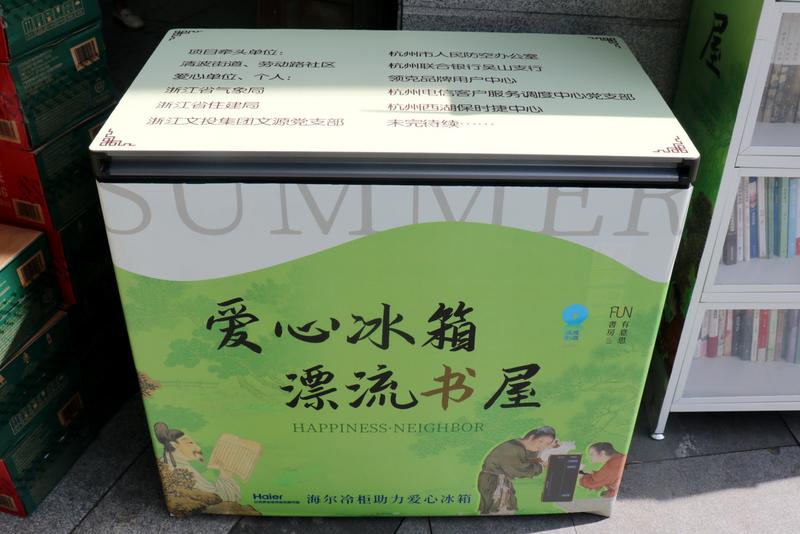 项目牵头单位：
清波街道、劳动路社区
爱心单位、个人：
浙江省气象局
浙江省住建局
浙江文投集团文源党支部
杭州市人民防空办公室
杭州联合银行吴山支行
领克品牌用户中心
杭州电信客户服务调度中心党支部
杭州西湖保时捷中心
未完待续……
屋
SUMMER
爱心冰箱
漂流书屋
HAPPINESS·NEIGHBOR
FUN
有意思
書房
Haier
海尔冷柜助力爱心冰箱